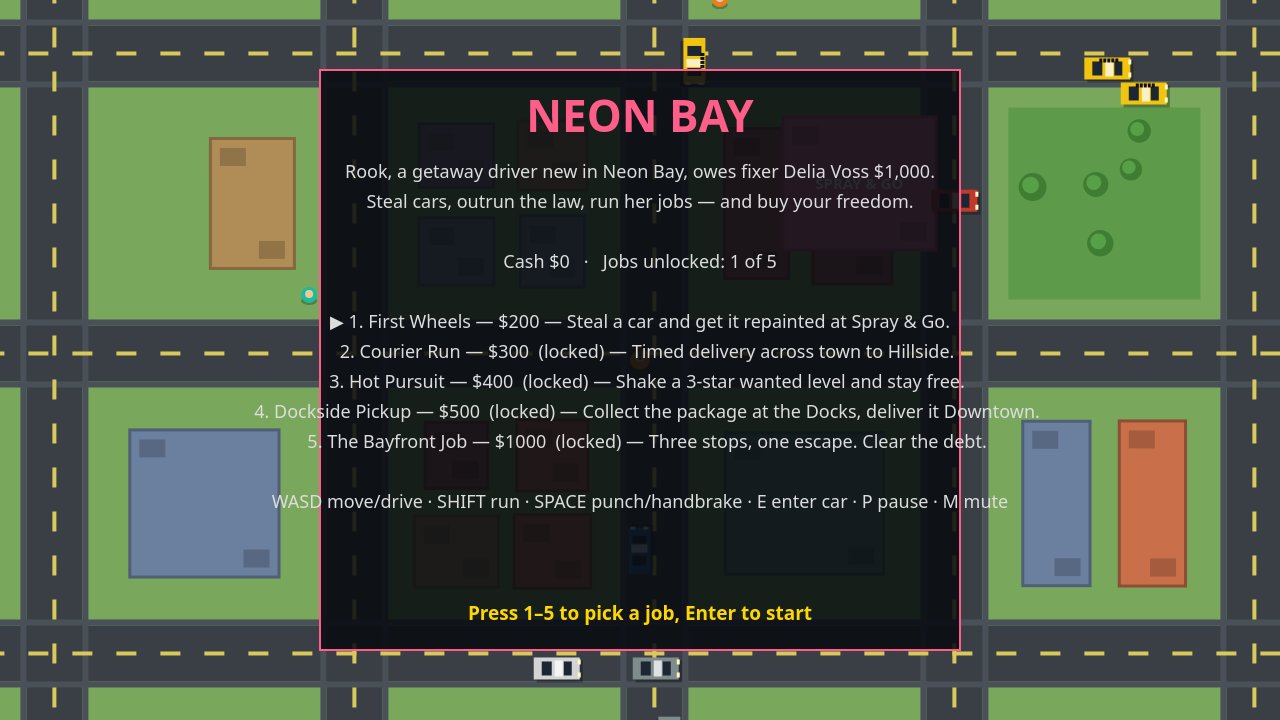 NEON BAY
SPRAY & GO
Rook, a getaway driver new in Neon Bay, owes fixer Delia Voss $1,000.
Steal cars, outrun the law, run her jobs — and buy your freedom.
Cash $0 · Jobs unlocked: 1 of 5
▶ 1. First Wheels — $200 — Steal a car and get it repainted at Spray & Go.
2. Courier Run — $300 (locked) — Timed delivery across town to Hillside.
3. Hot Pursuit — $400 (locked) — Shake a 3-star wanted level and stay free.
4. Dockside Pickup — $500 (locked) — Collect the package at the Docks, deliver it Downtown.
5. The Bayfront Job — $1000 (locked) — Three stops, one escape. Clear the debt.
WASD move/drive · SHIFT run · SPACE punch/handbrake · E enter car · P pause · M mute
Press 1–5 to pick a job, Enter to start